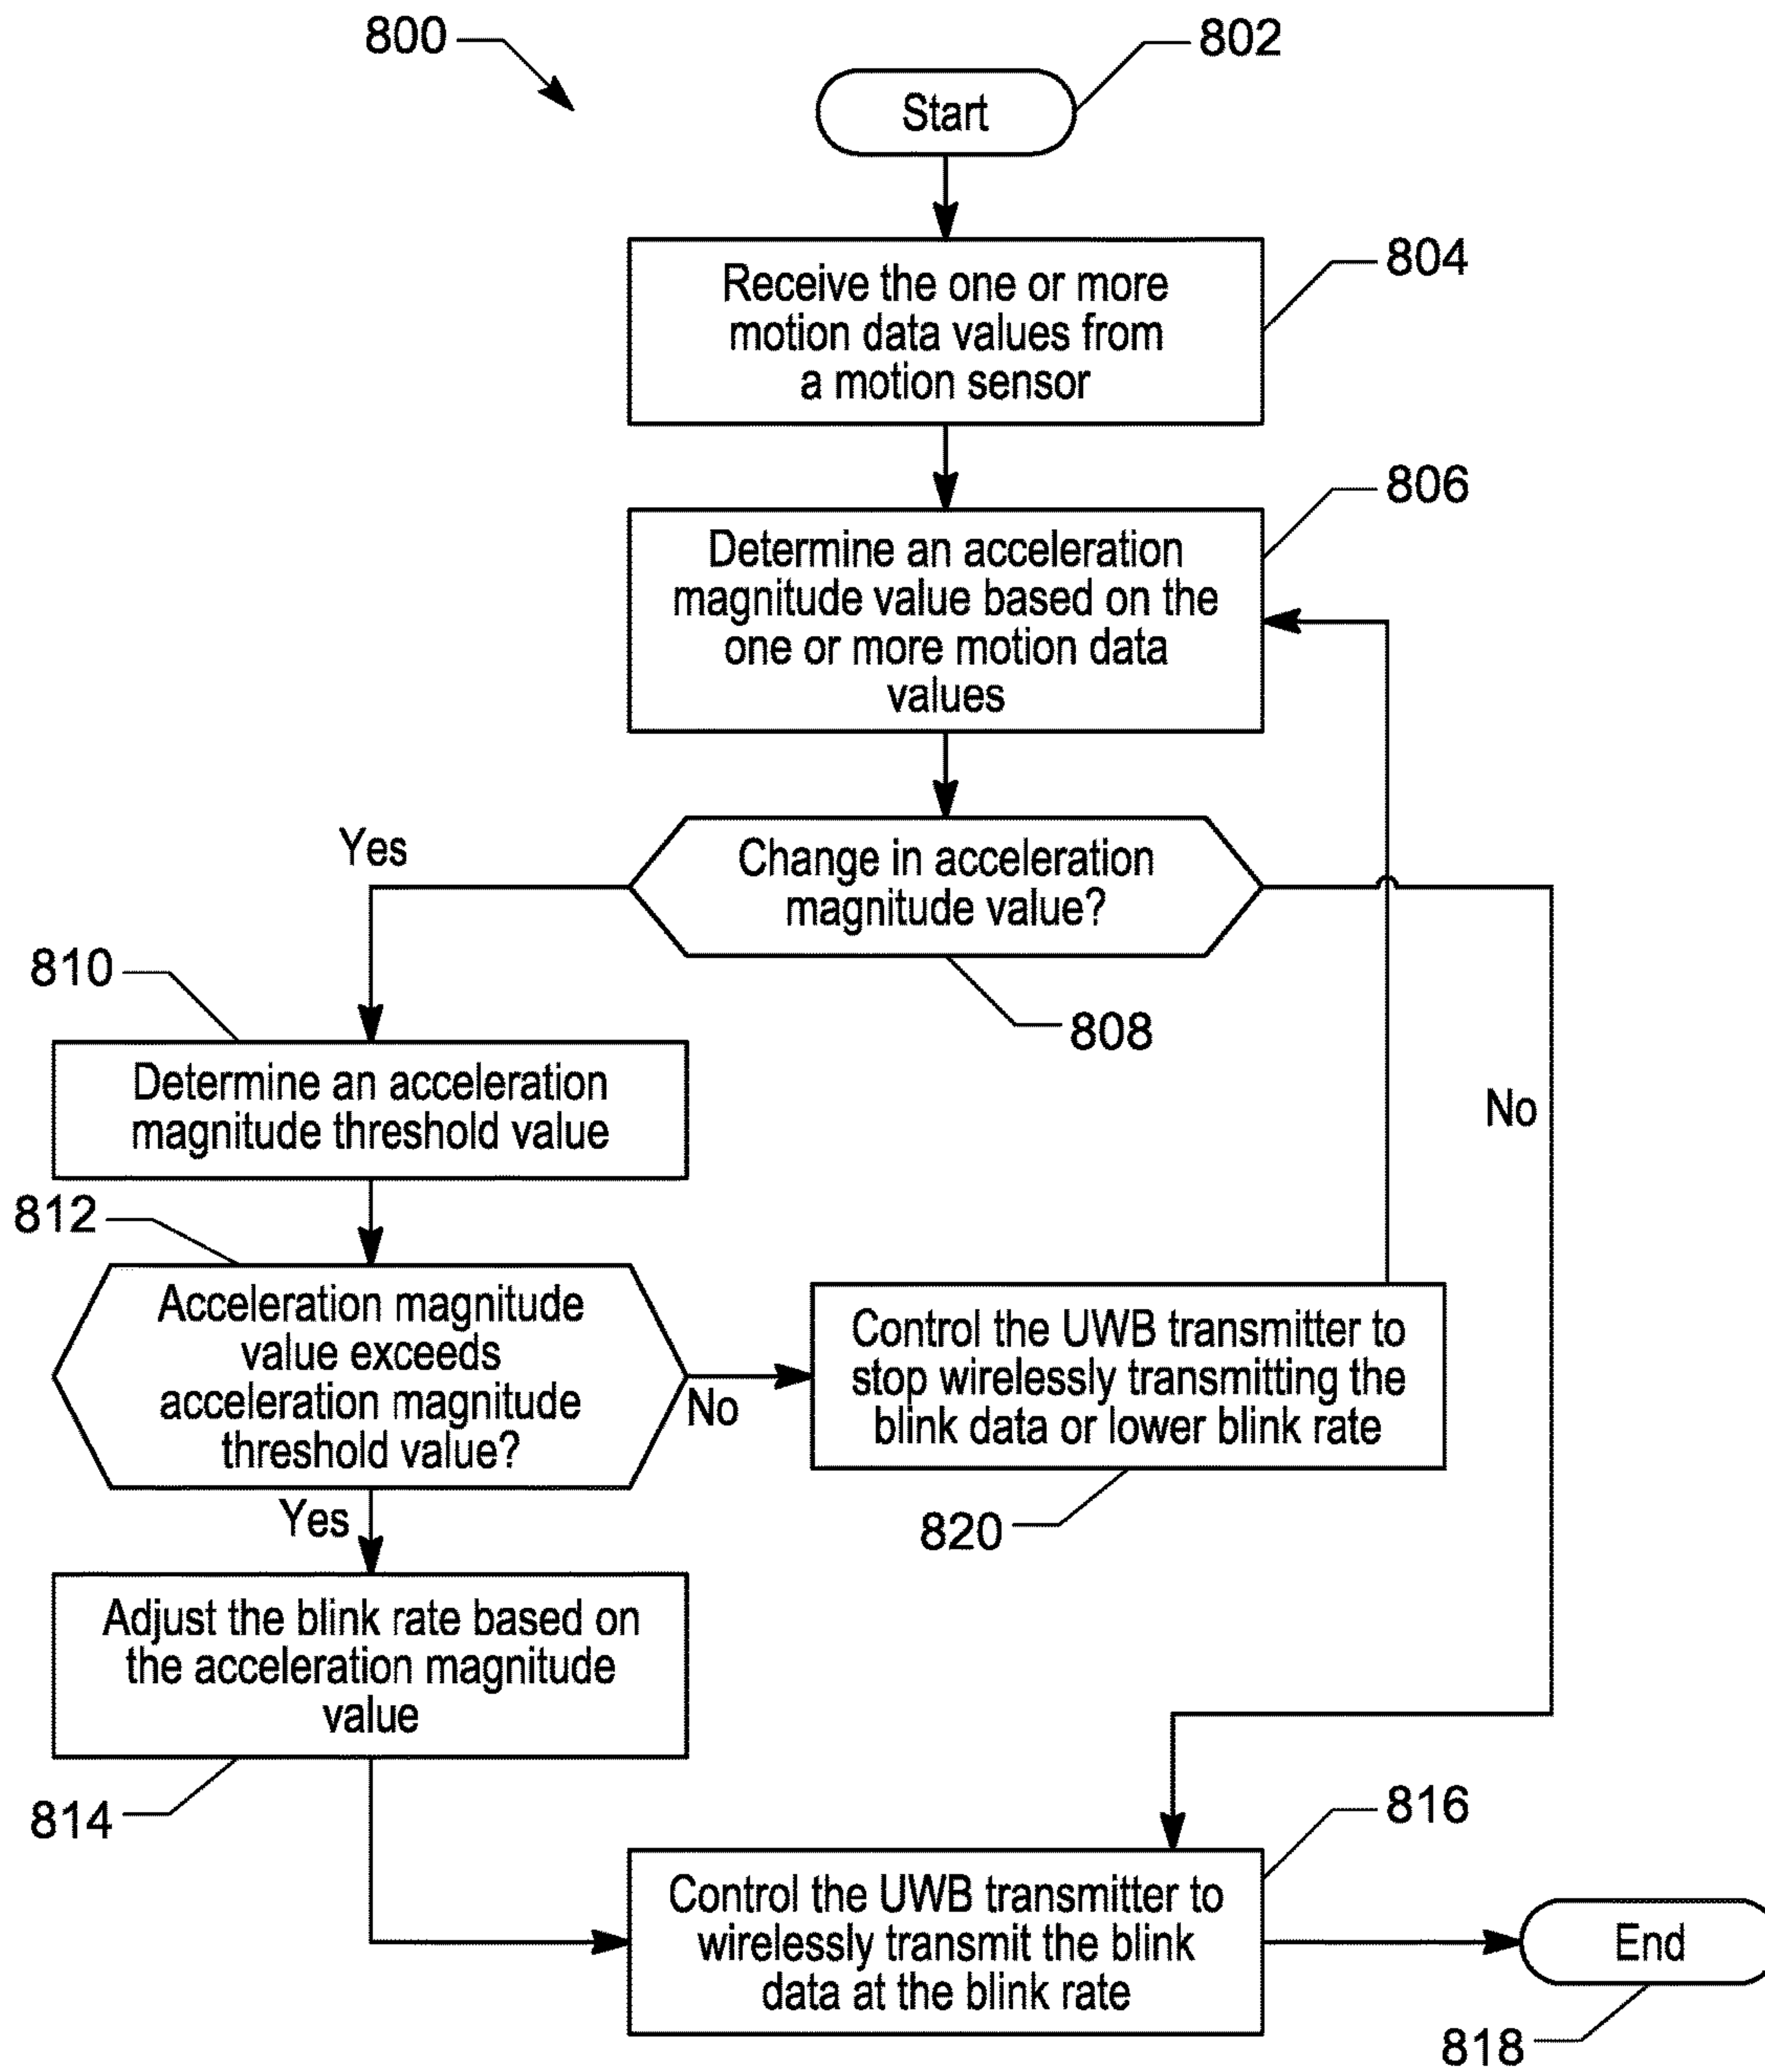 800
802
Start
804
Receive the one or more
motion data values from
a motion sensor
806
Determine an acceleration
magnitude value based on the
one or more motion data
values
Yes
Change in acceleration
magnitude value?
808
810
Determine an acceleration
magnitude threshold value
No
812
Acceleration magnitude
value exceeds
acceleration magnitude
threshold value?
No
Control the UWB transmitter to
stop wirelessly transmitting the
blink data or lower blink rate
820
Yes
Adjust the blink rate based on
the acceleration magnitude
value
814
816
Control the UWB transmitter to
wirelessly transmit the blink
data at the blink rate
End
818